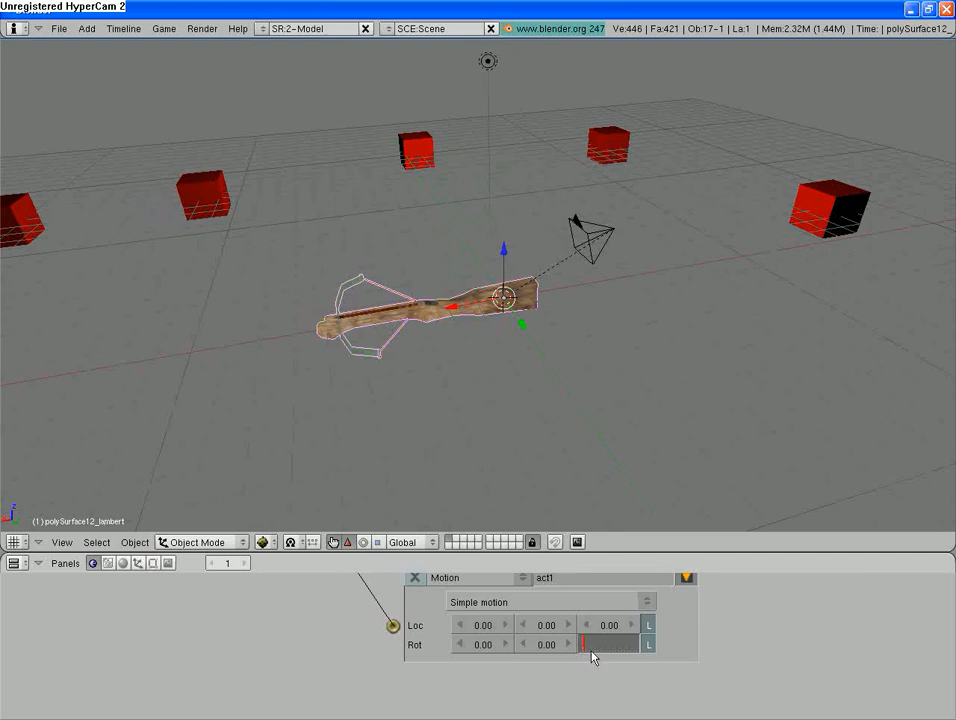 Unregistered HyperCam 2
File Add Timeline Game Render SR:2-Model SCE:Scene www.blender.org 247 Ve:446 | Fa:421 | Ob:17-1 | La:1 | Mem:2.32M (1.44M) | Time: | polySurface12_
z
(1) polySurface12_lambert
View Select Object Object Mode Global
Panels 1
Motion act1
Simple motion
Loc 0.00 0.00 0.00 L
Rot 0.00 0.00 L